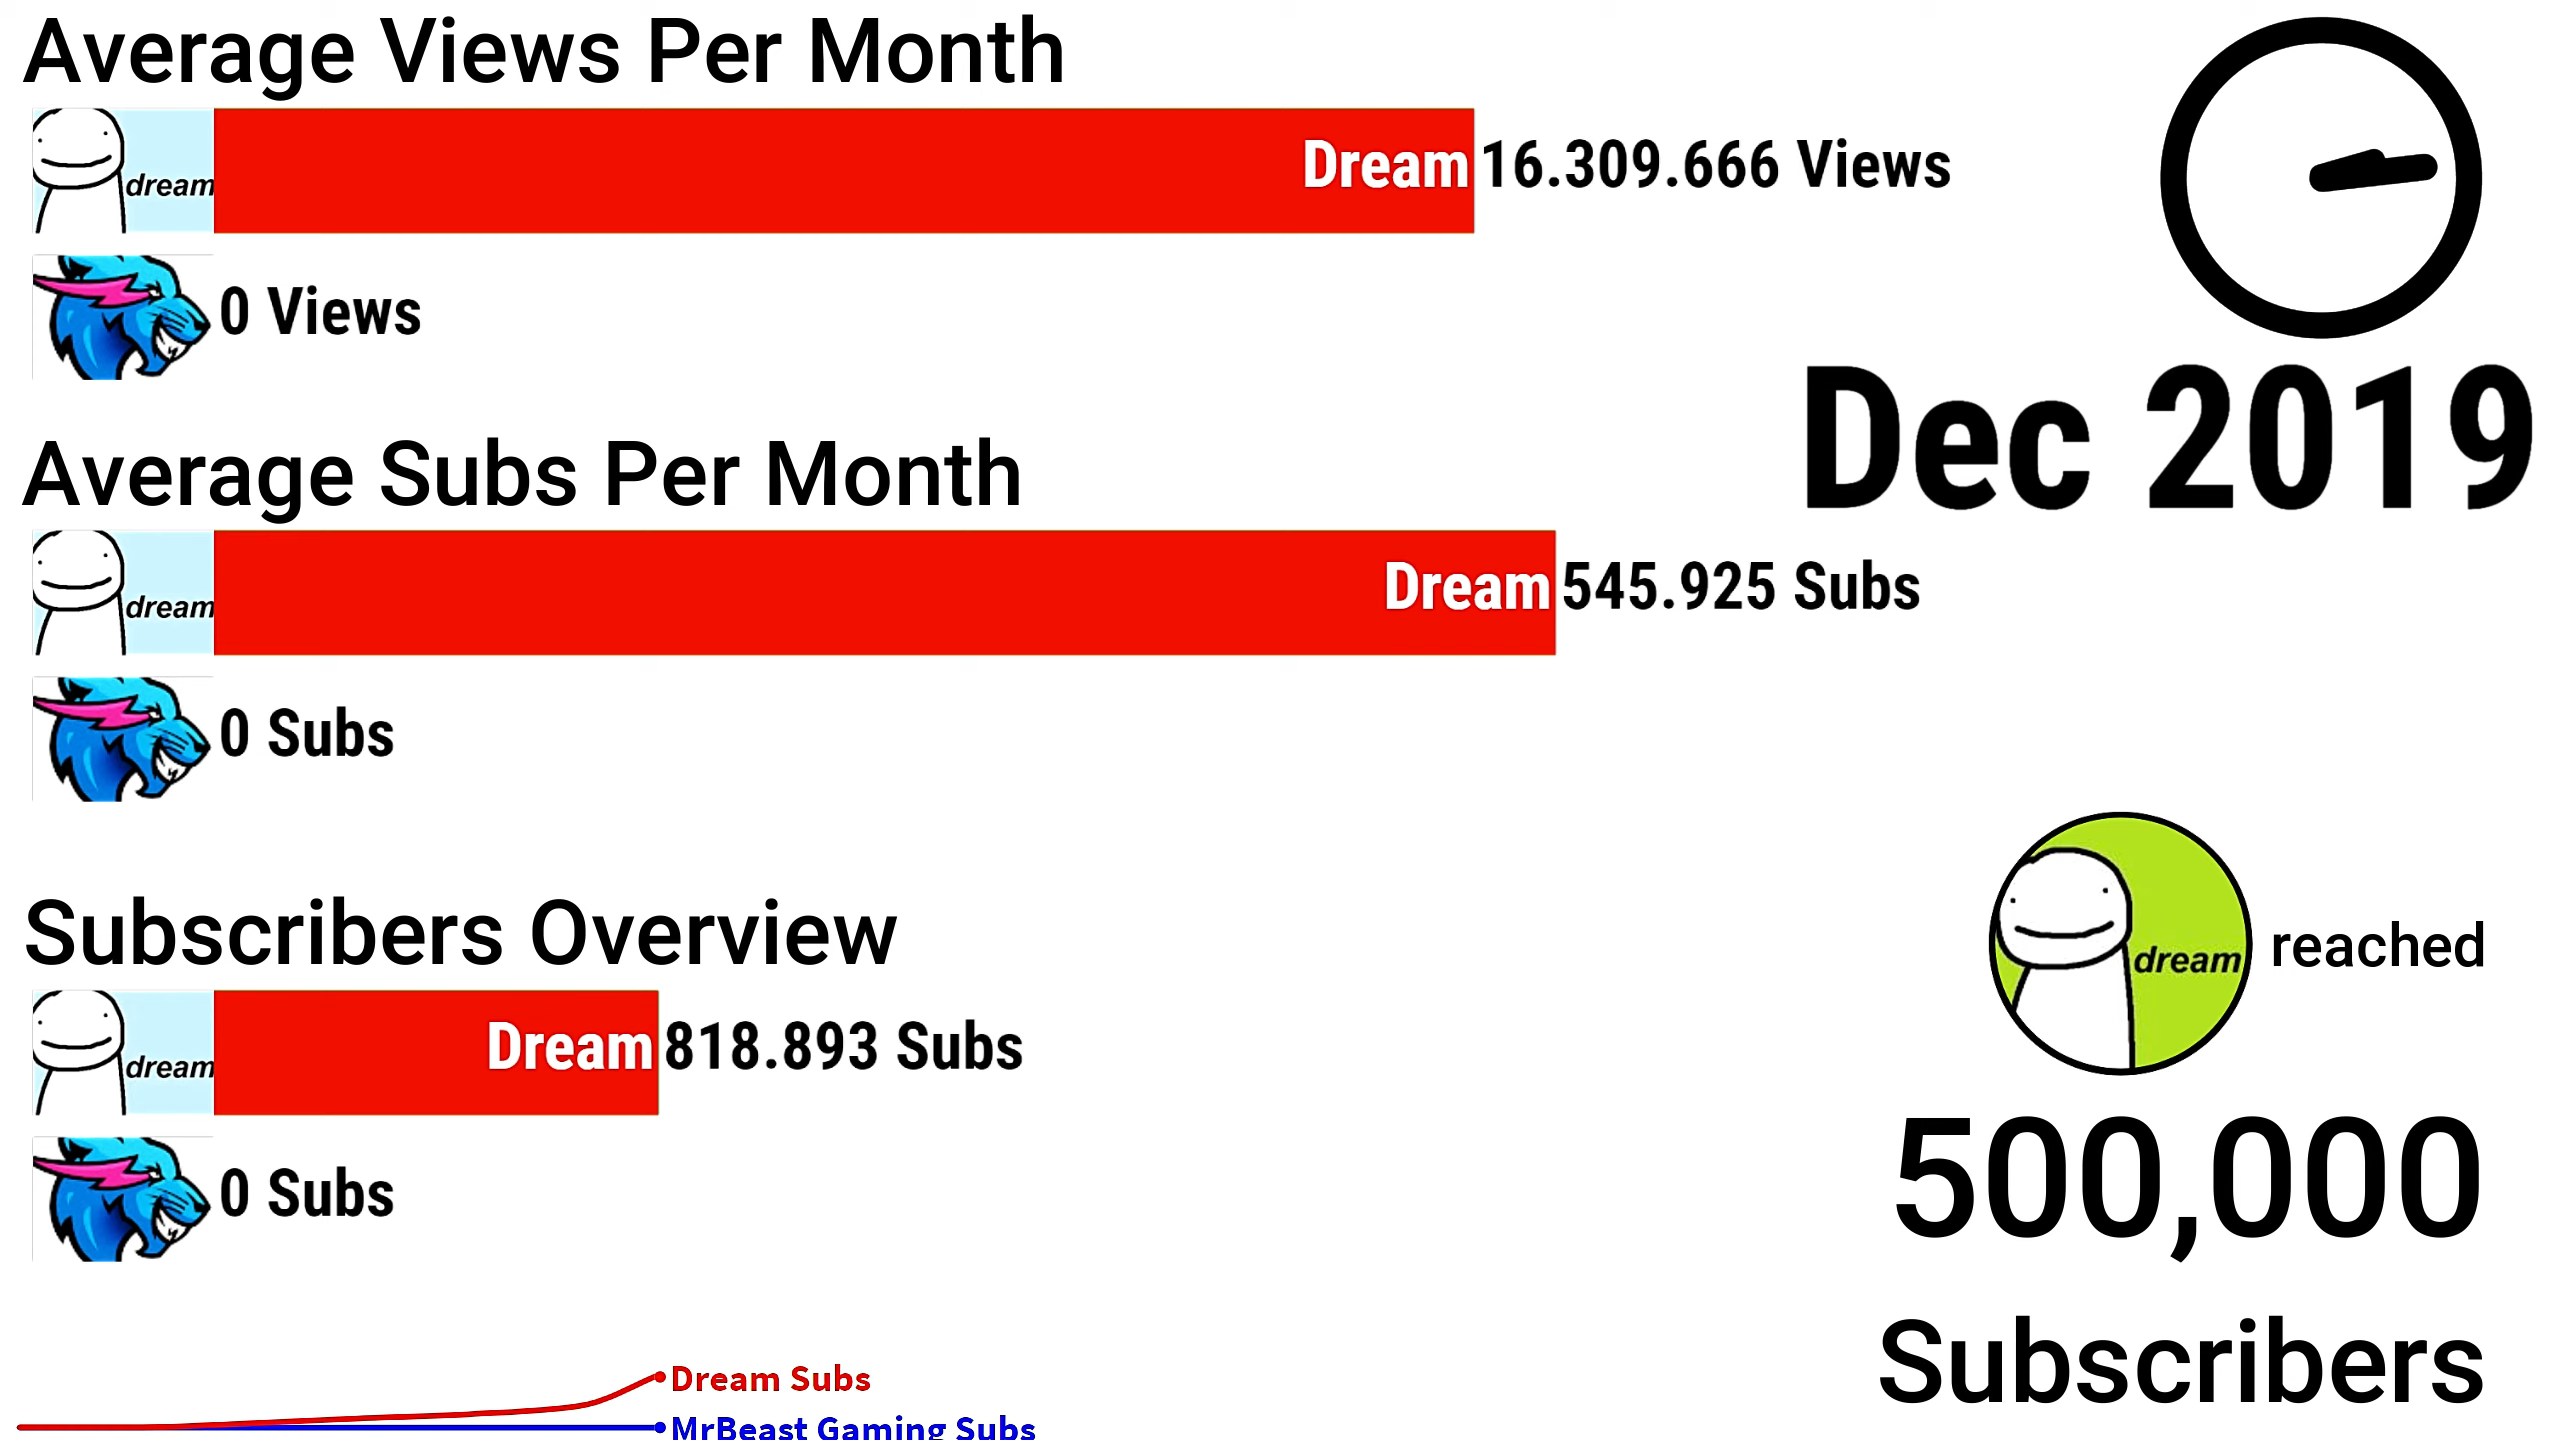 Average Views Per Month
dream
Dream 16.309.666 Views
0 Views
Dec 2019
Average Subs Per Month
dream
Dream 545.925 Subs
0 Subs
Subscribers Overview
dream
Dream 818.893 Subs
0 Subs
dream reached
500,000
Subscribers
Dream Subs
MrBeast Gaming Subs